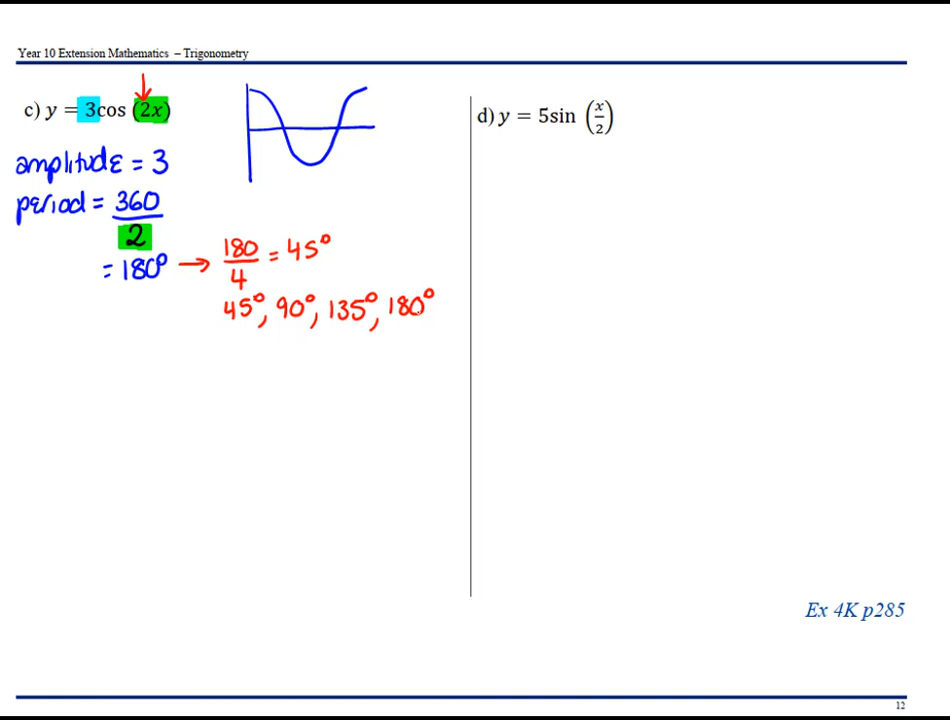 Year 10 Extension Mathematics – Trigonometry
c) y = 3cos (2x)
amplitude = 3
period = 360/2
= 180° → 180/4 = 45°
45°, 90°, 135°, 180°
d) y = 5sin (x/2)
Ex 4K p285
12